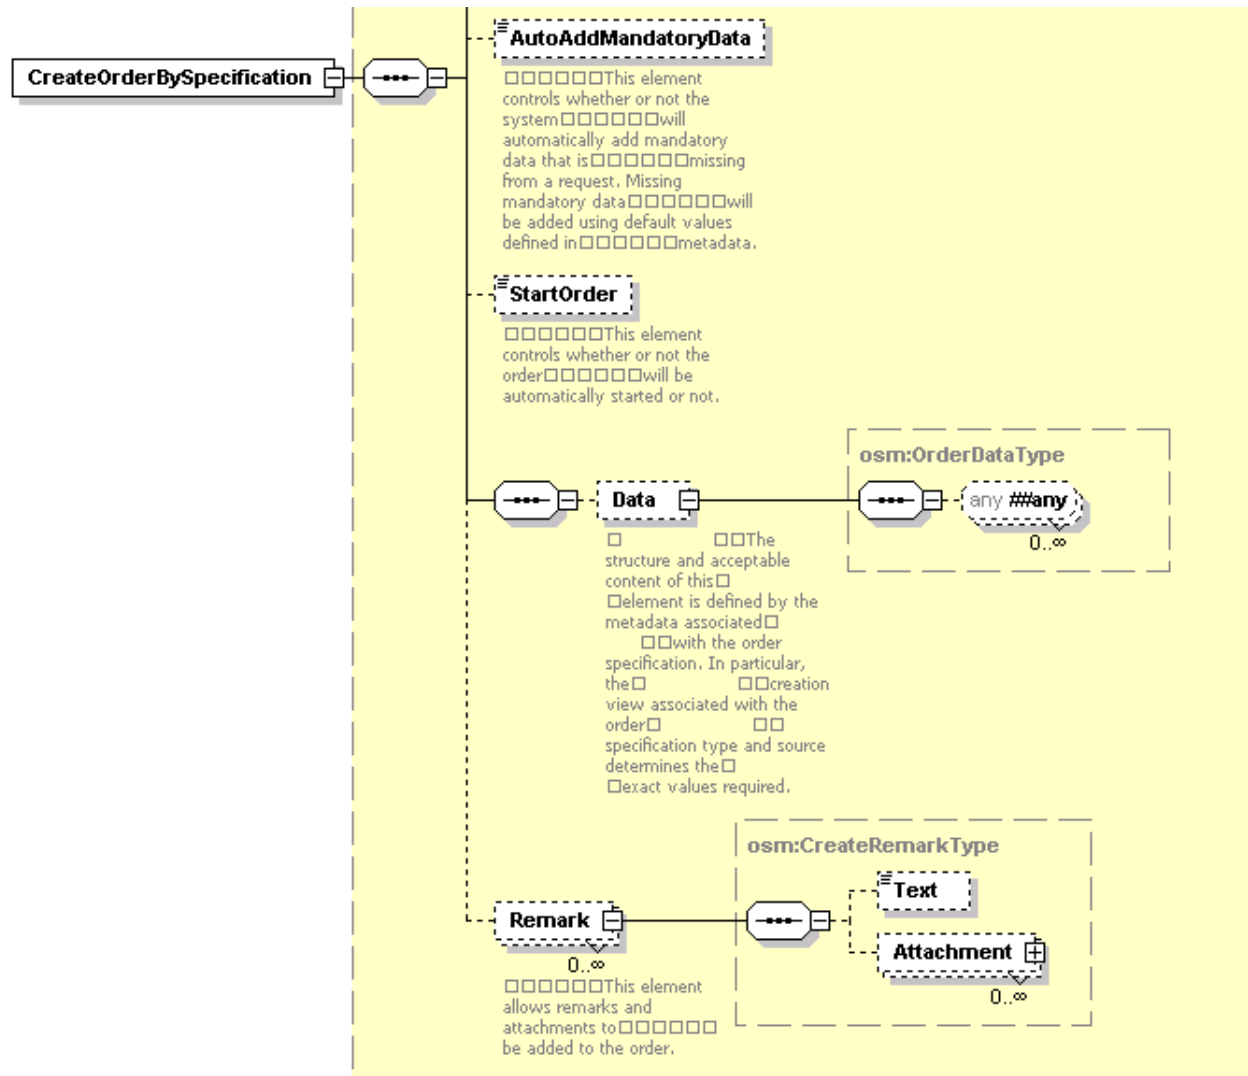 AutoAddMandatoryData
CreateOrderBySpecification
□□□□□□This element
controls whether or not the
system□□□□□□will
automatically add mandatory
data that is□□□□□□missing
from a request. Missing
mandatory data□□□□□□will
be added using default values
defined in□□□□□□metadata.
StartOrder
□□□□□□This element
controls whether or not the
order□□□□□□will be
automatically started or not.
osm:OrderDataType
Data
any ##any
0..∞
□ □□The
structure and acceptable
content of this□
□element is defined by the
metadata associated□
□□with the order
specification. In particular,
the□ □□creation
view associated with the
order□ □□
specification type and source
determines the□
□exact values required.
osm:CreateRemarkType
Text
Remark
0..∞
Attachment
0..∞
□□□□□□This element
allows remarks and
attachments to□□□□□□
be added to the order.